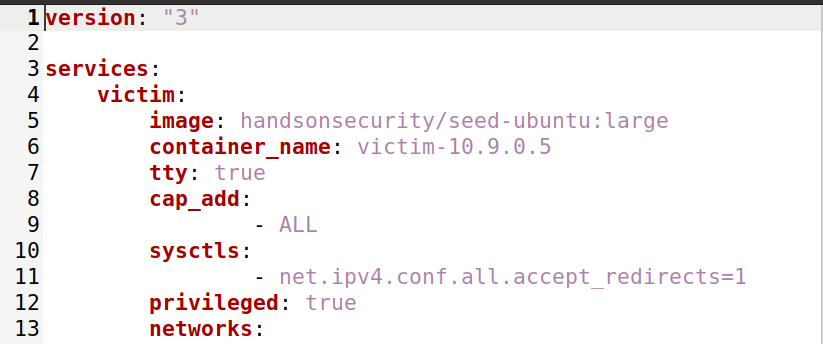 1 version: "3"
2
3 services:
4     victim:
5         image: handsonsecurity/seed-ubuntu:large
6         container_name: victim-10.9.0.5
7         tty: true
8         cap_add:
9                 - ALL
10         sysctls:
11                 - net.ipv4.conf.all.accept_redirects=1
12         privileged: true
13         networks: